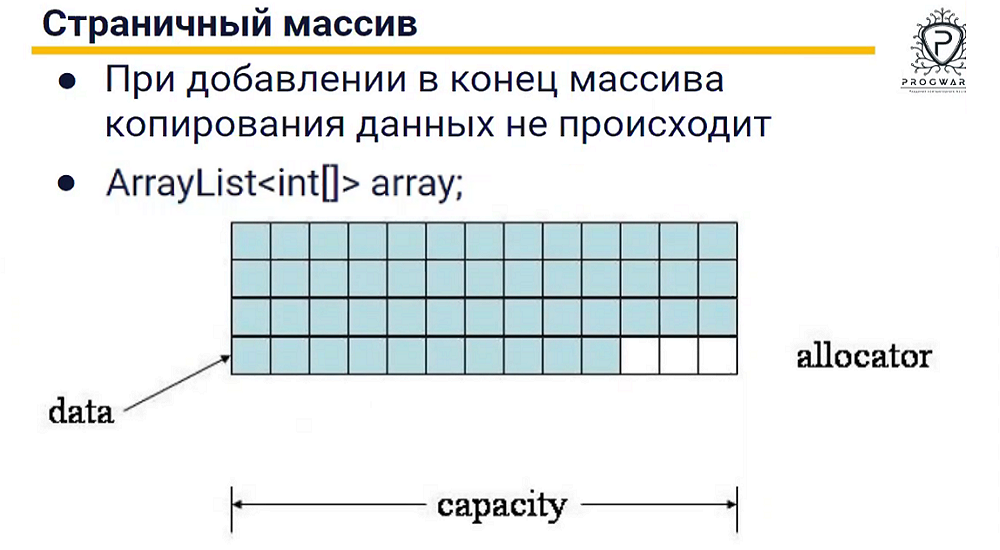 Страничный массив
PROGWAR
● При добавлении в конец массива
копирования данных не происходит
● ArrayList<int[]> array;
allocator
data
capacity